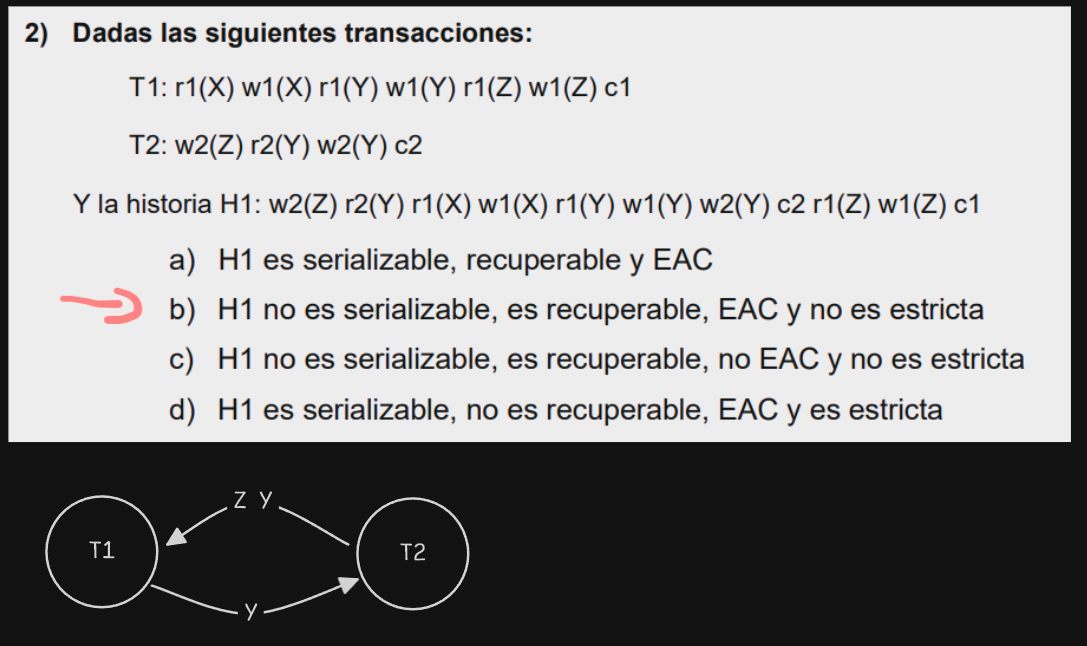 2) Dadas las siguientes transacciones:
T1: r1(X) w1(X) r1(Y) w1(Y) r1(Z) w1(Z) c1
T2: w2(Z) r2(Y) w2(Y) c2
Y la historia H1: w2(Z) r2(Y) r1(X) w1(X) r1(Y) w1(Y) w2(Y) c2 r1(Z) w1(Z) c1
a) H1 es serializable, recuperable y EAC
b) H1 no es serializable, es recuperable, EAC y no es estricta
c) H1 no es serializable, es recuperable, no EAC y no es estricta
d) H1 es serializable, no es recuperable, EAC y es estricta
Z Y
T1
T2
Y